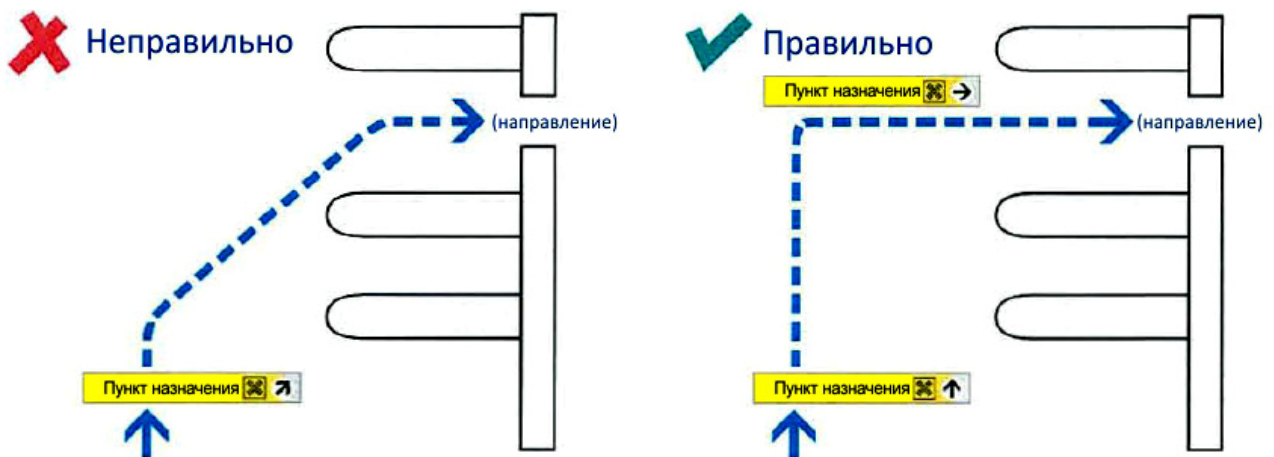 Неправильно
(направление)
Пункт назначения
Правильно
Пункт назначения
(направление)
Пункт назначения